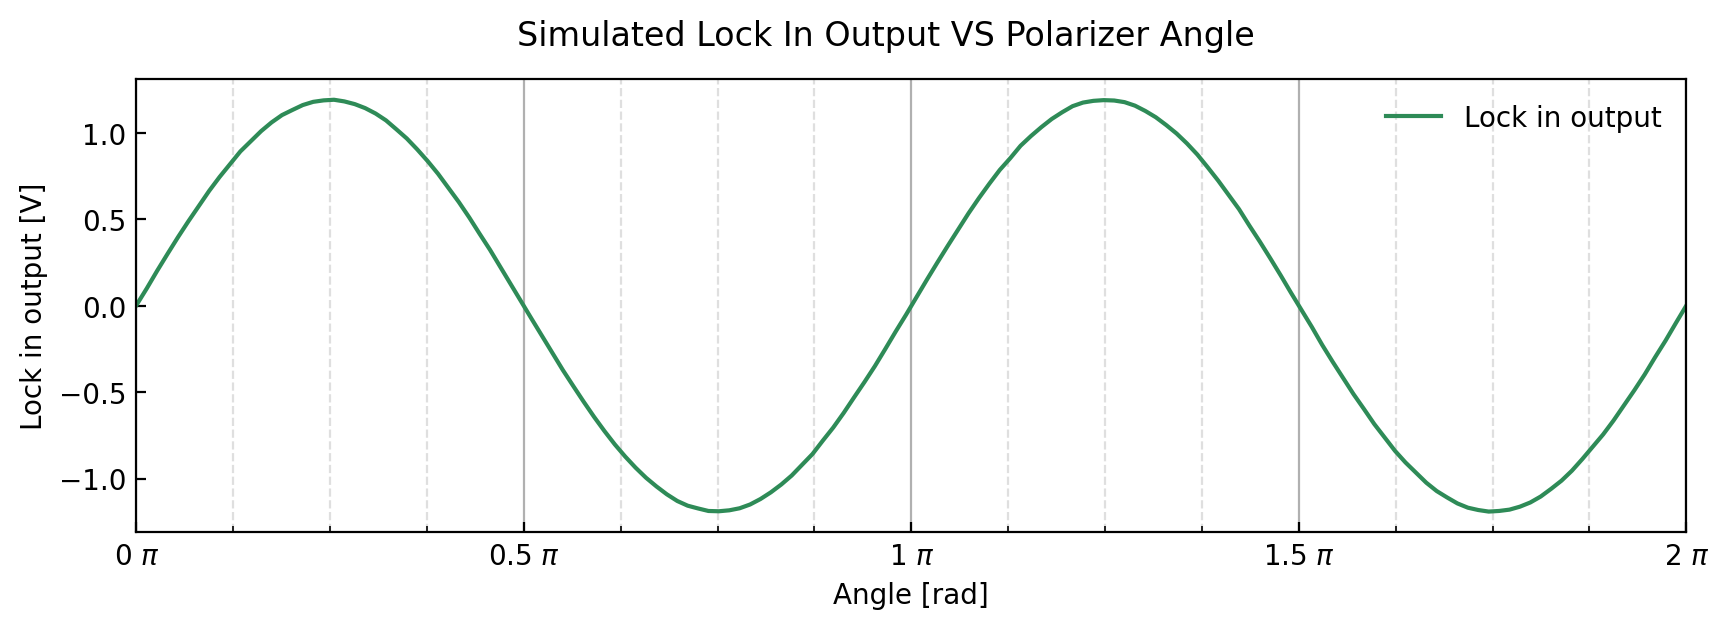 Simulated Lock In Output VS Polarizer Angle
Lock in output
Lock in output [V]
1.0
0.5
0.0
−0.5
−1.0
0 π
0.5 π
1 π
1.5 π
2 π
Angle [rad]